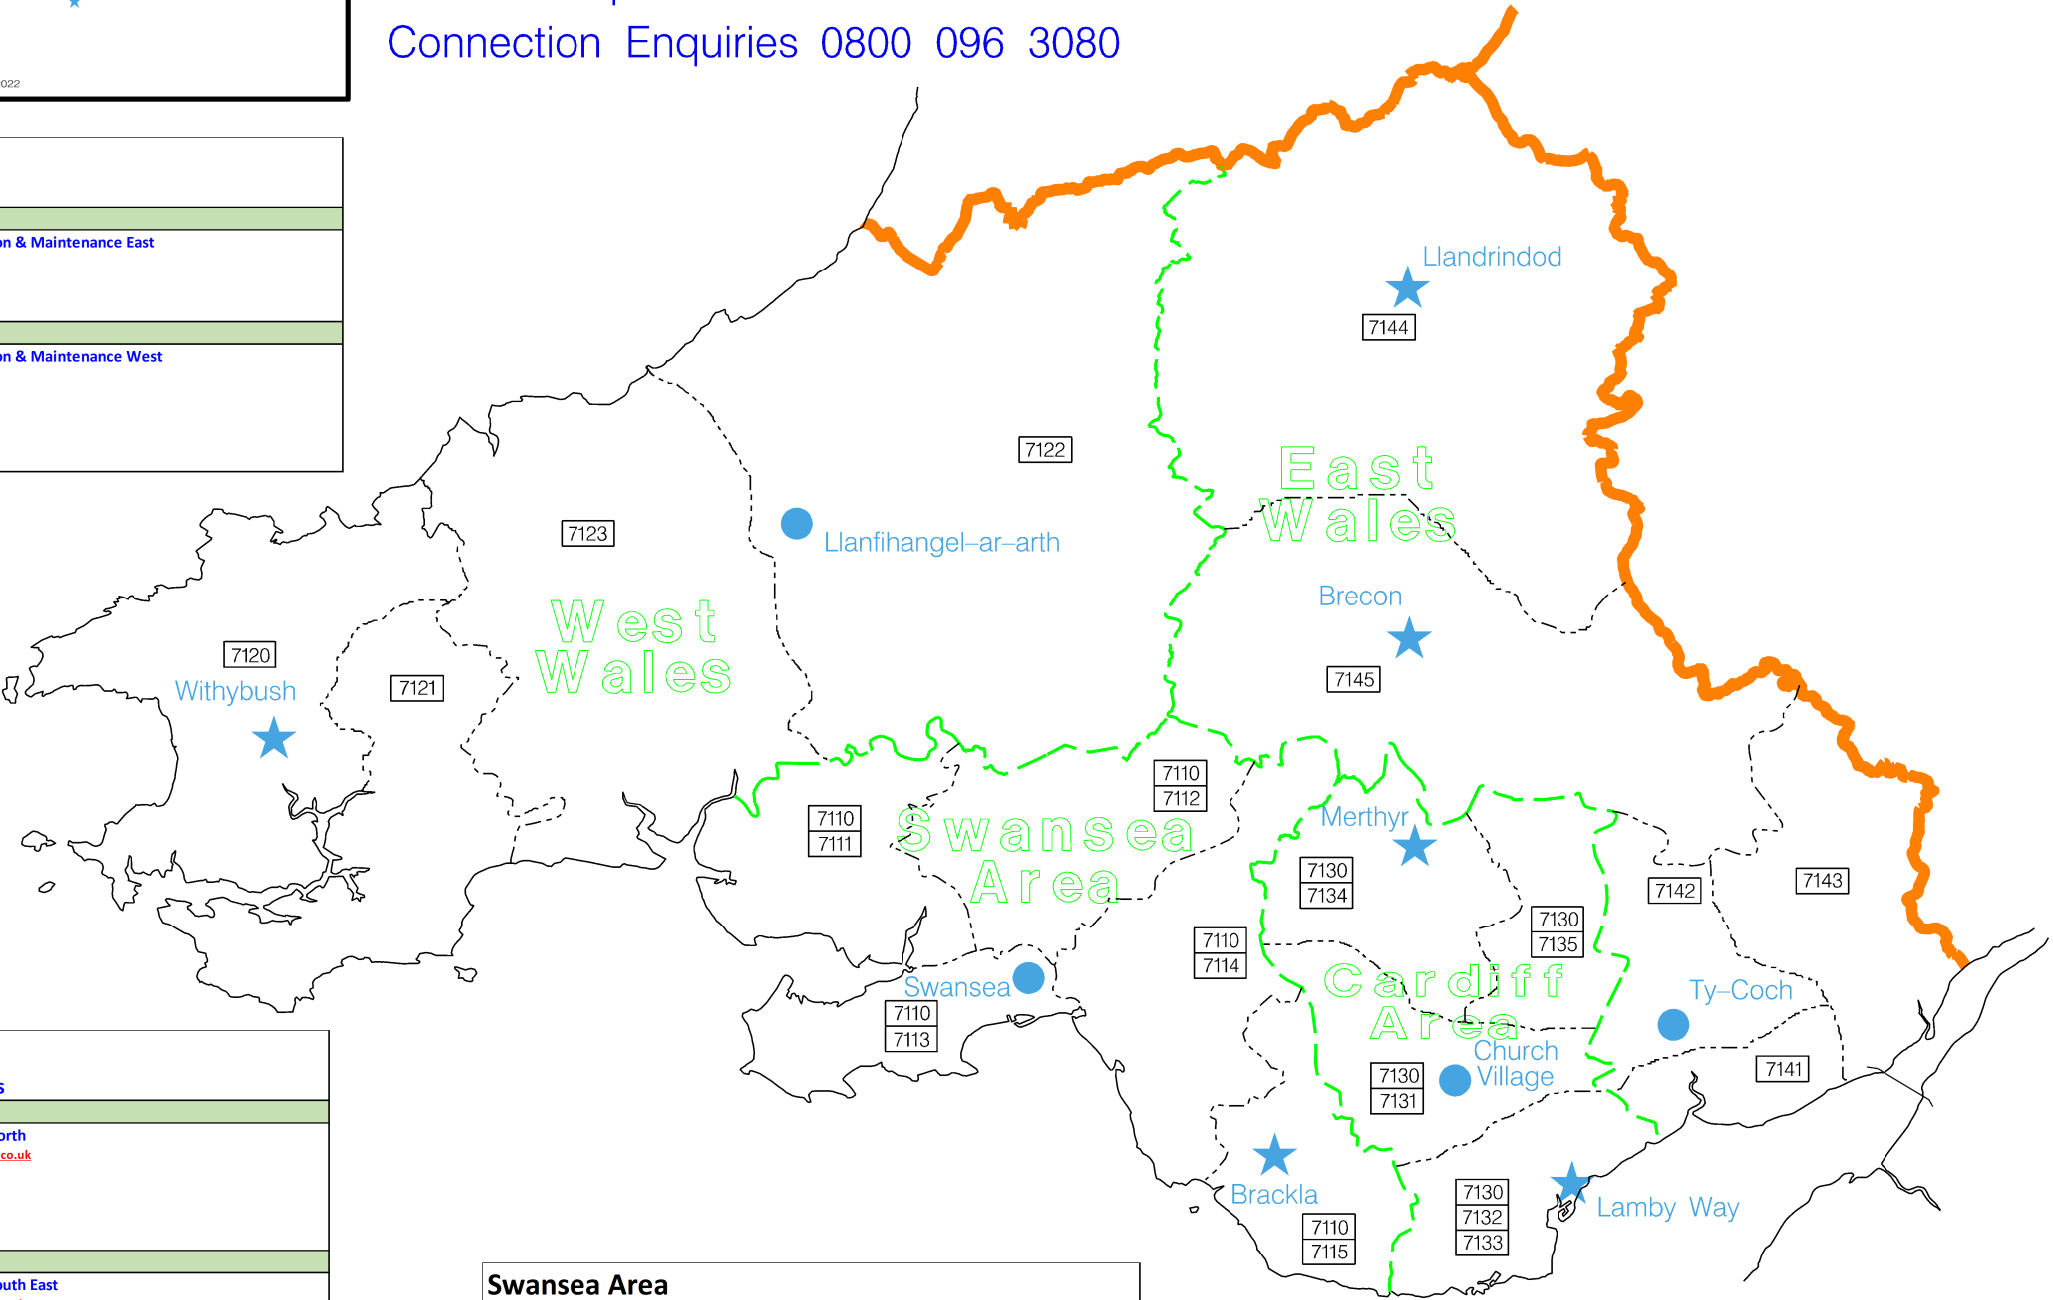 Connection Enquiries 0800 096 3080
2022
on & Maintenance East
on & Maintenance West
Llandrindod
7144
7122
East
Wales
7123
Llanfihangel-ar-arth
Brecon
West
Wales
7120
7121
Withybush
7145
7110
7112
7110
7111
Swansea
Area
Merthyr
7130
7134
7142
7143
7130
7135
7110
7114
Cardiff
Area
Swansea
7110
7113
Ty-Coch
Church
Village
7130
7131
7141
s
orth
co.uk
Brackla
7110
7115
7130
7132
7133
Lamby Way
outh East
Swansea Area